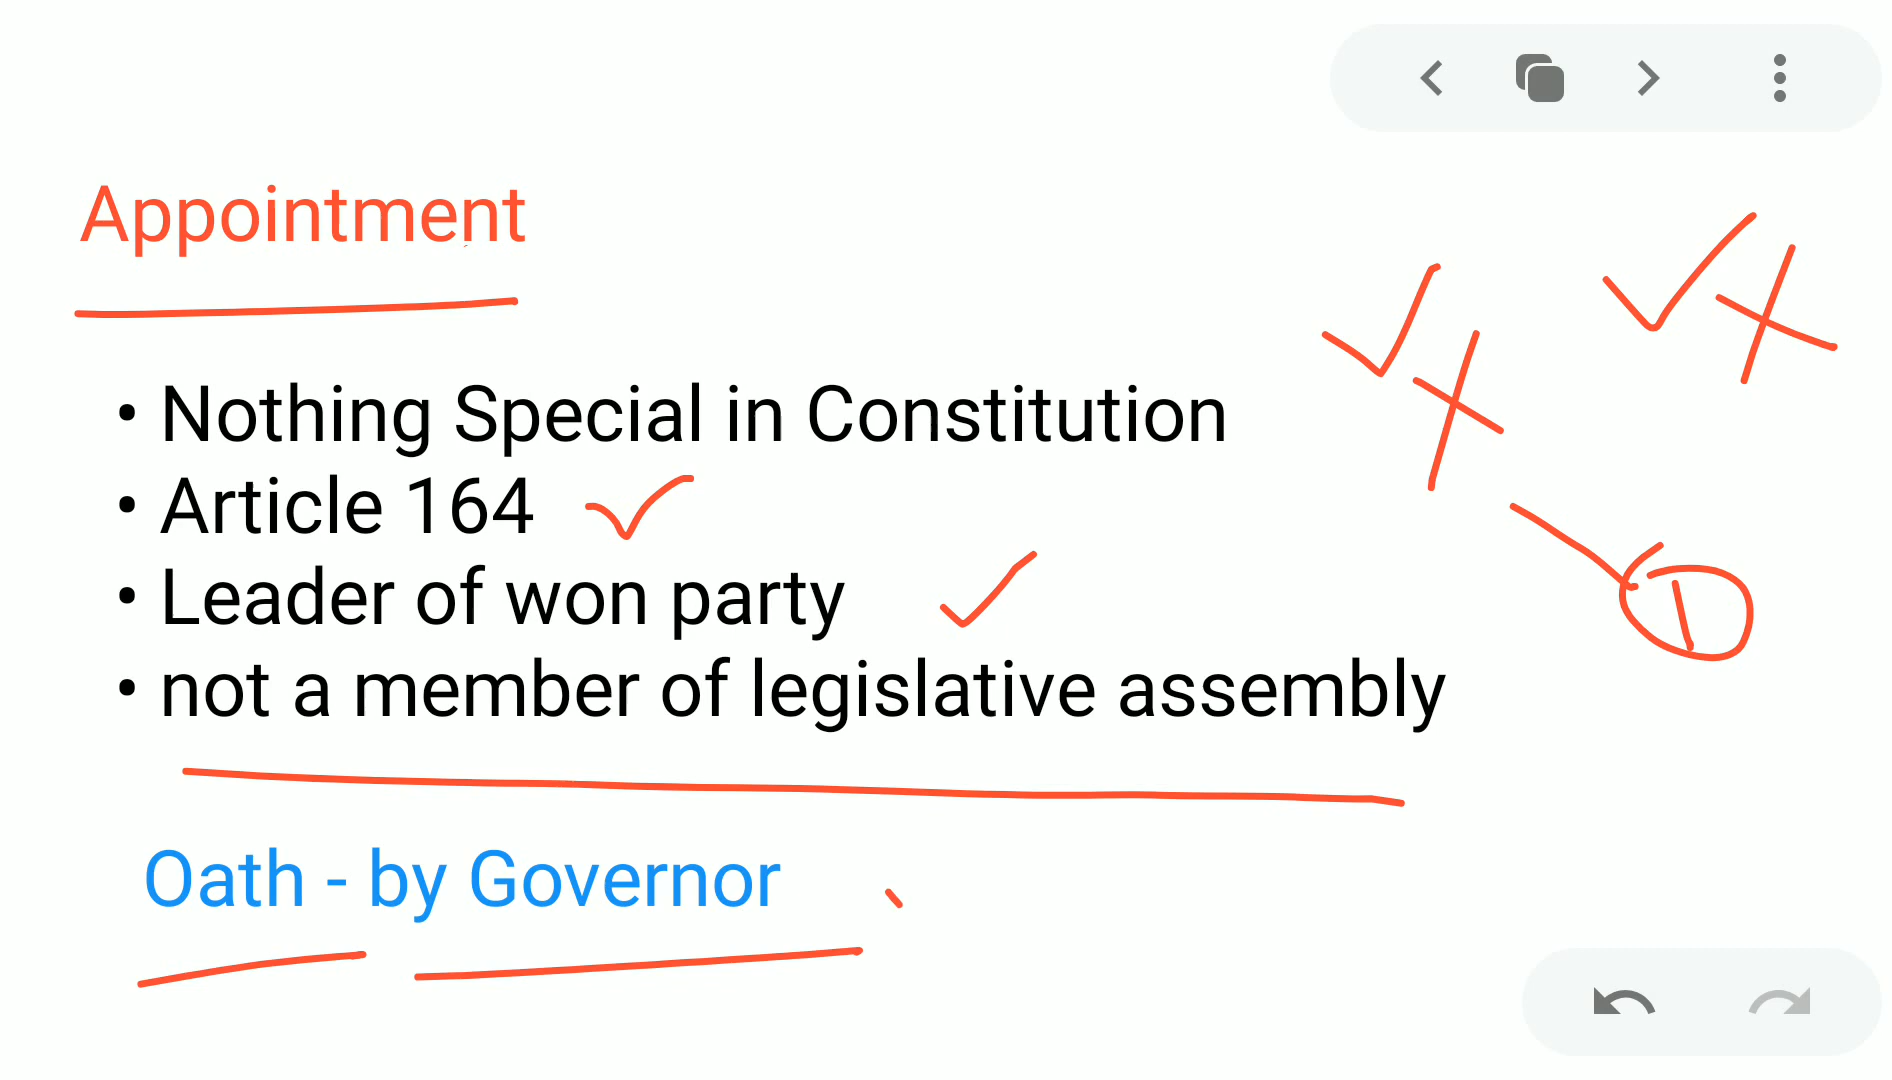 Appointment
• Nothing Special in Constitution
• Article 164
• Leader of won party
• not a member of legislative assembly
Oath - by Governor